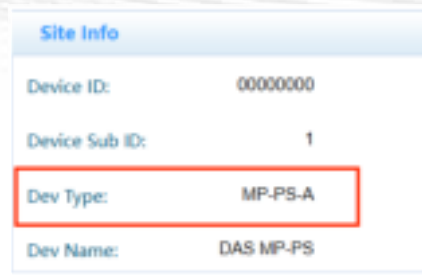 Site Info
Device ID: 00000000
Device Sub ID: 1
Dev Type: MP-PS-A
Dev Name: DAS MP-PS